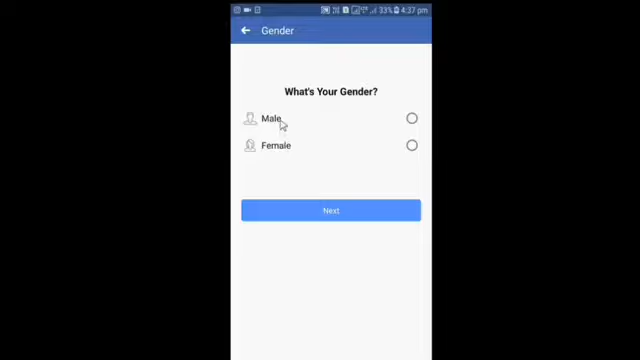 33% 4:37 pm
Gender
What's Your Gender?
Male
Female
Next